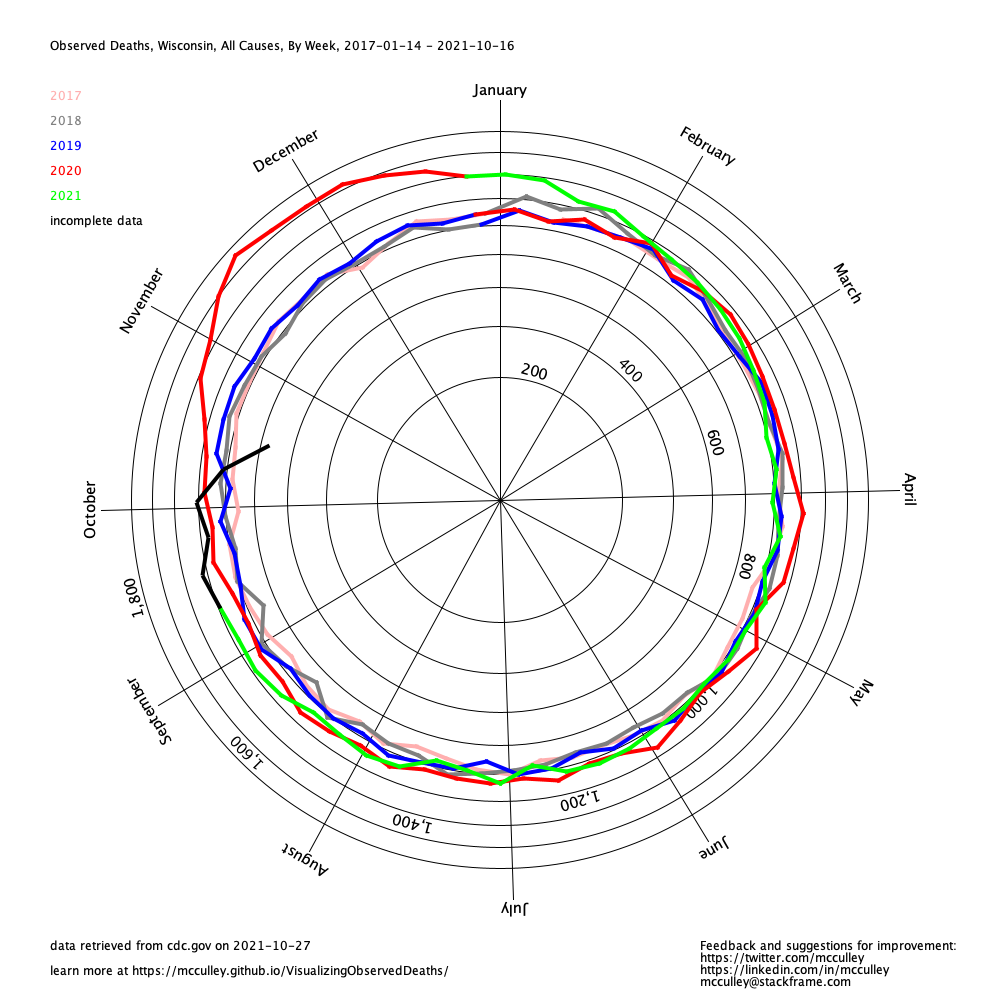 Observed Deaths, Wisconsin, All Causes, By Week, 2017-01-14 - 2021-10-16
January
2017
2018
2019
2020
2021
incomplete data
December
February
November
March
200
400
600
October
April
800
1,800
September
May
1,000
1,600
1,200
1,400
August
June
July
data retrieved from cdc.gov on 2021-10-27
learn more at https://mcculley.github.io/VisualizingObservedDeaths/
Feedback and suggestions for improvement:
https://twitter.com/mcculley
https://linkedin.com/in/mcculley
mcculley@stackframe.com